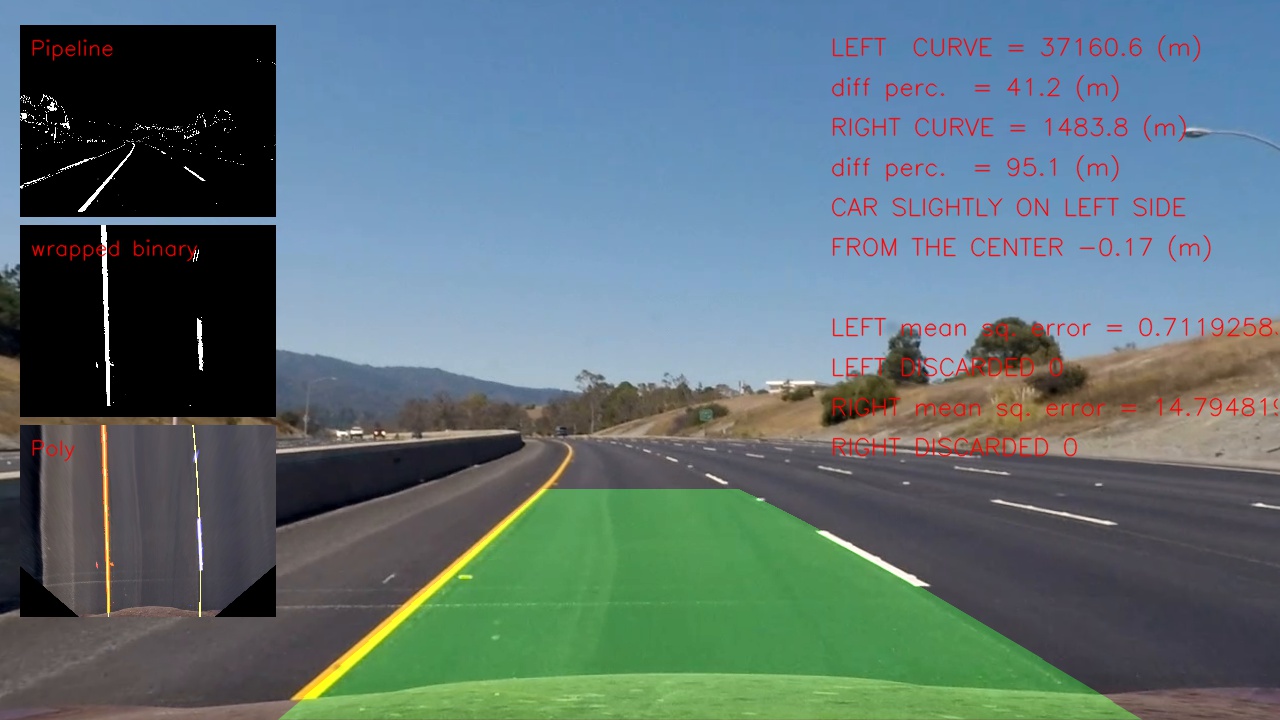 Pipeline
wrapped binary
Poly
LEFT CURVE = 37160.6 (m)
diff perc. = 41.2 (m)
RIGHT CURVE = 1483.8 (m)
diff perc. = 95.1 (m)
CAR SLIGHTLY ON LEFT SIDE
FROM THE CENTER -0.17 (m)
LEFT mean sq. error = 0.7119258.
LEFT DISCARDED 0
RIGHT mean sq. error = 14.794819
RIGHT DISCARDED 0